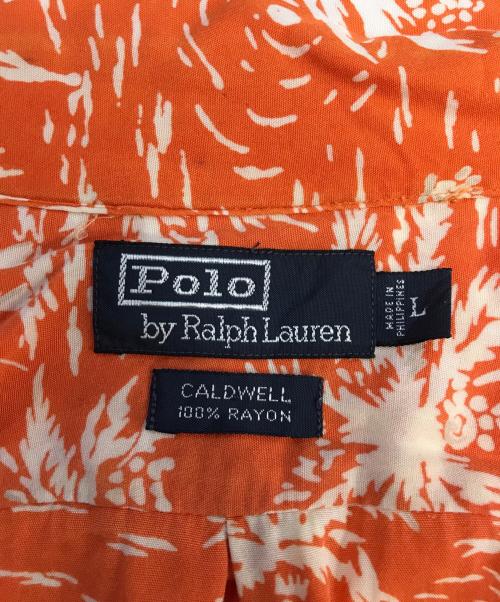 Polo
by Ralph Lauren
MADE IN
PHILIPPINES
L
CALDWELL
100% RAYON